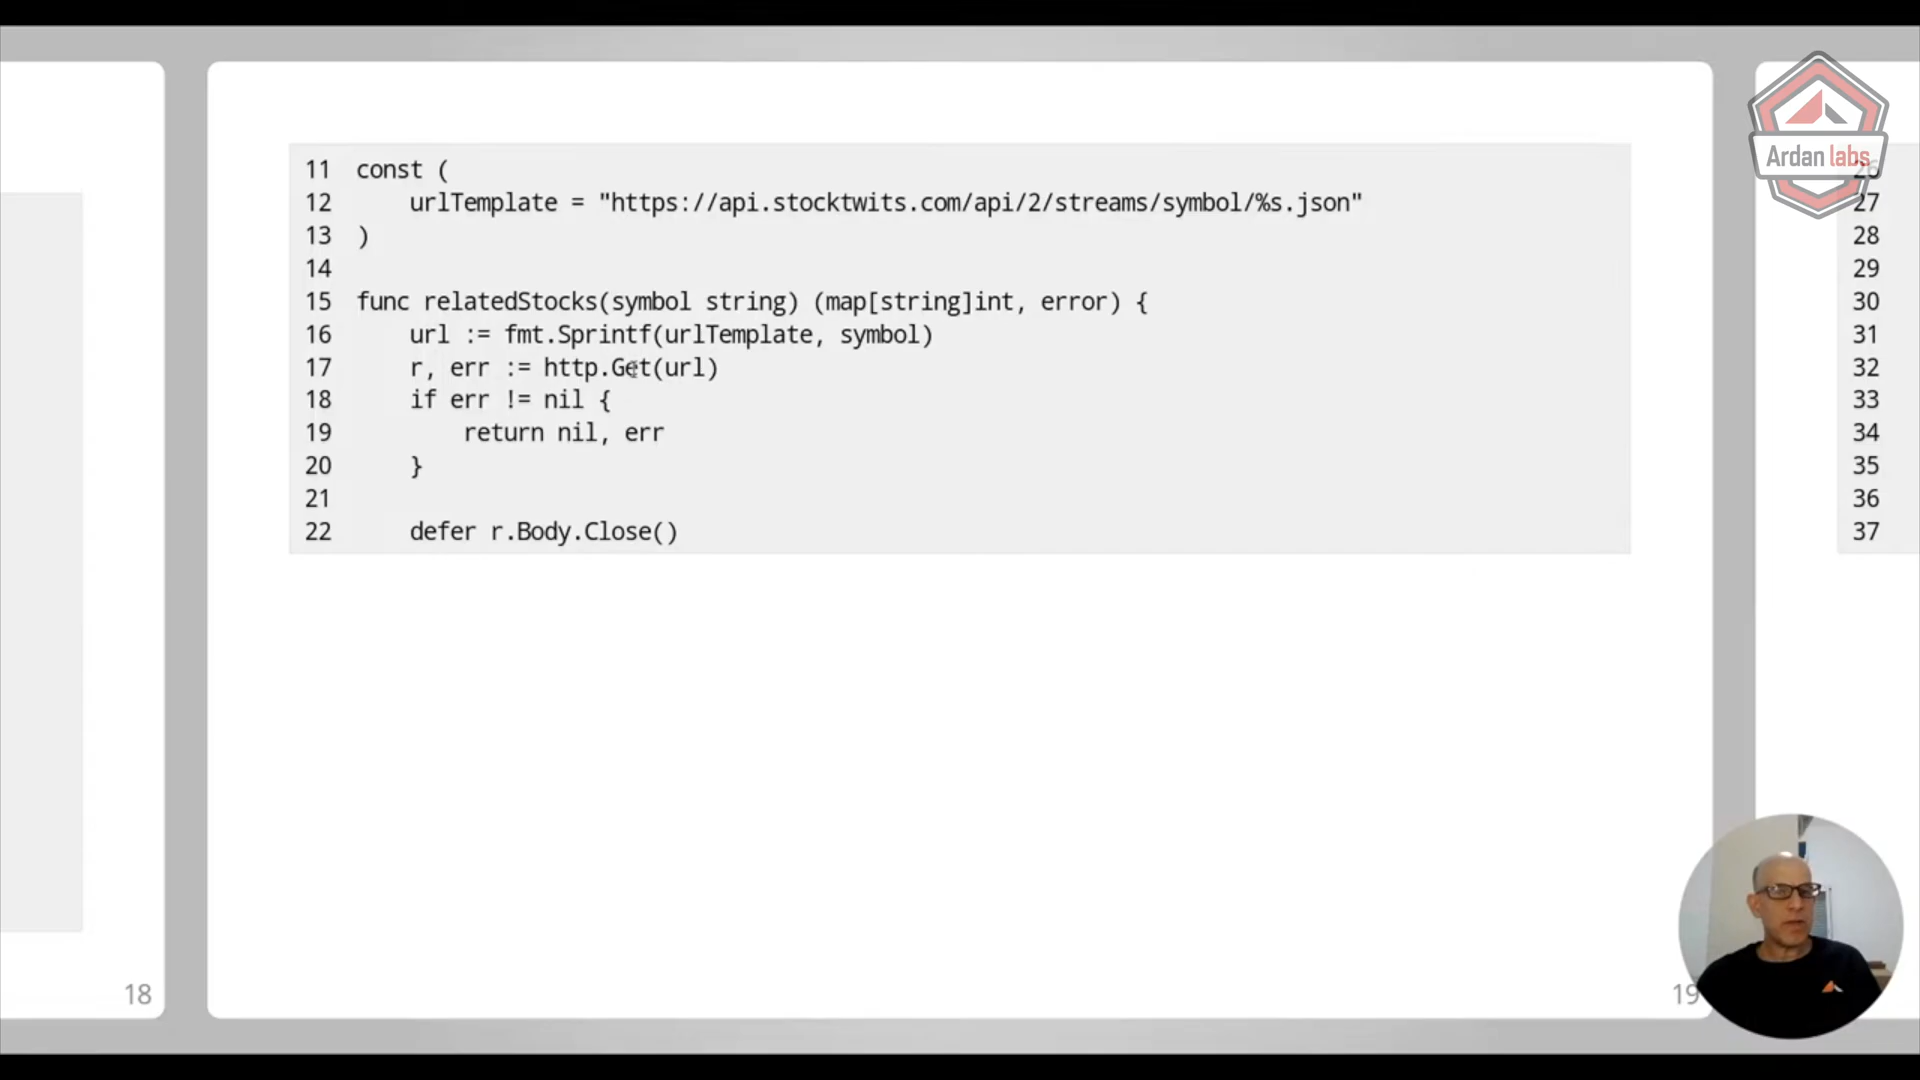 11 const (
12 urlTemplate = "https://api.stocktwits.com/api/2/streams/symbol/%s.json"
13 )
14
15 func relatedStocks(symbol string) (map[string]int, error) {
16 url := fmt.Sprintf(urlTemplate, symbol)
17 r, err := http.Get(url)
18 if err != nil {
19 return nil, err
20 }
21
22 defer r.Body.Close()
Ardan labs
26
27
28
29
30
31
32
33
34
35
36
37
18
19